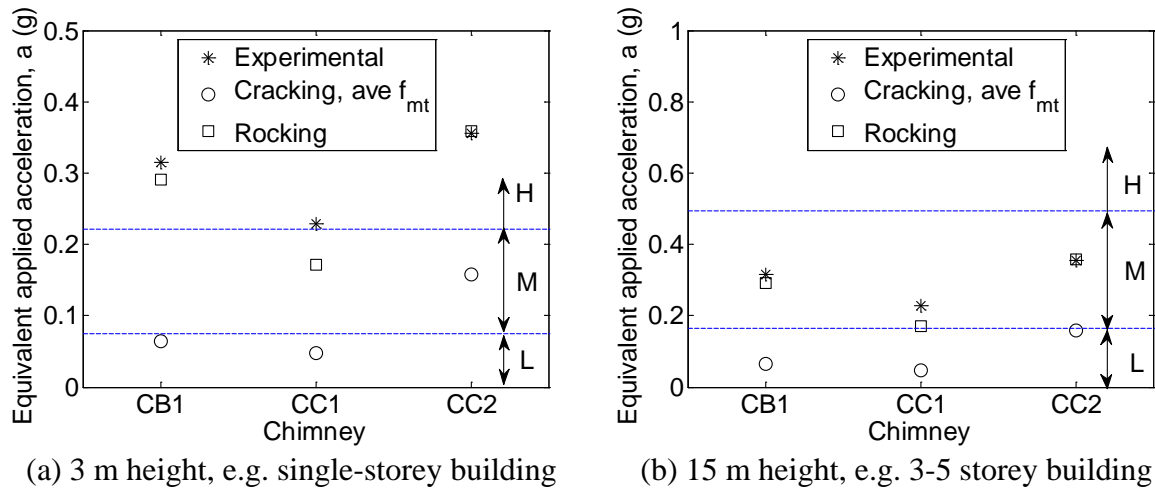 Equivalent applied acceleration, a (g)
0.5
0.4
0.3
0.2
0.1
0
Experimental
Cracking, ave f_mt
Rocking
H
M
L
CB1 CC1 CC2
Chimney
(a) 3 m height, e.g. single-storey building
Equivalent applied acceleration, a (g)
1
0.8
0.6
0.4
0.2
0
Experimental
Cracking, ave f_mt
Rocking
H
M
L
CB1 CC1 CC2
Chimney
(b) 15 m height, e.g. 3-5 storey building